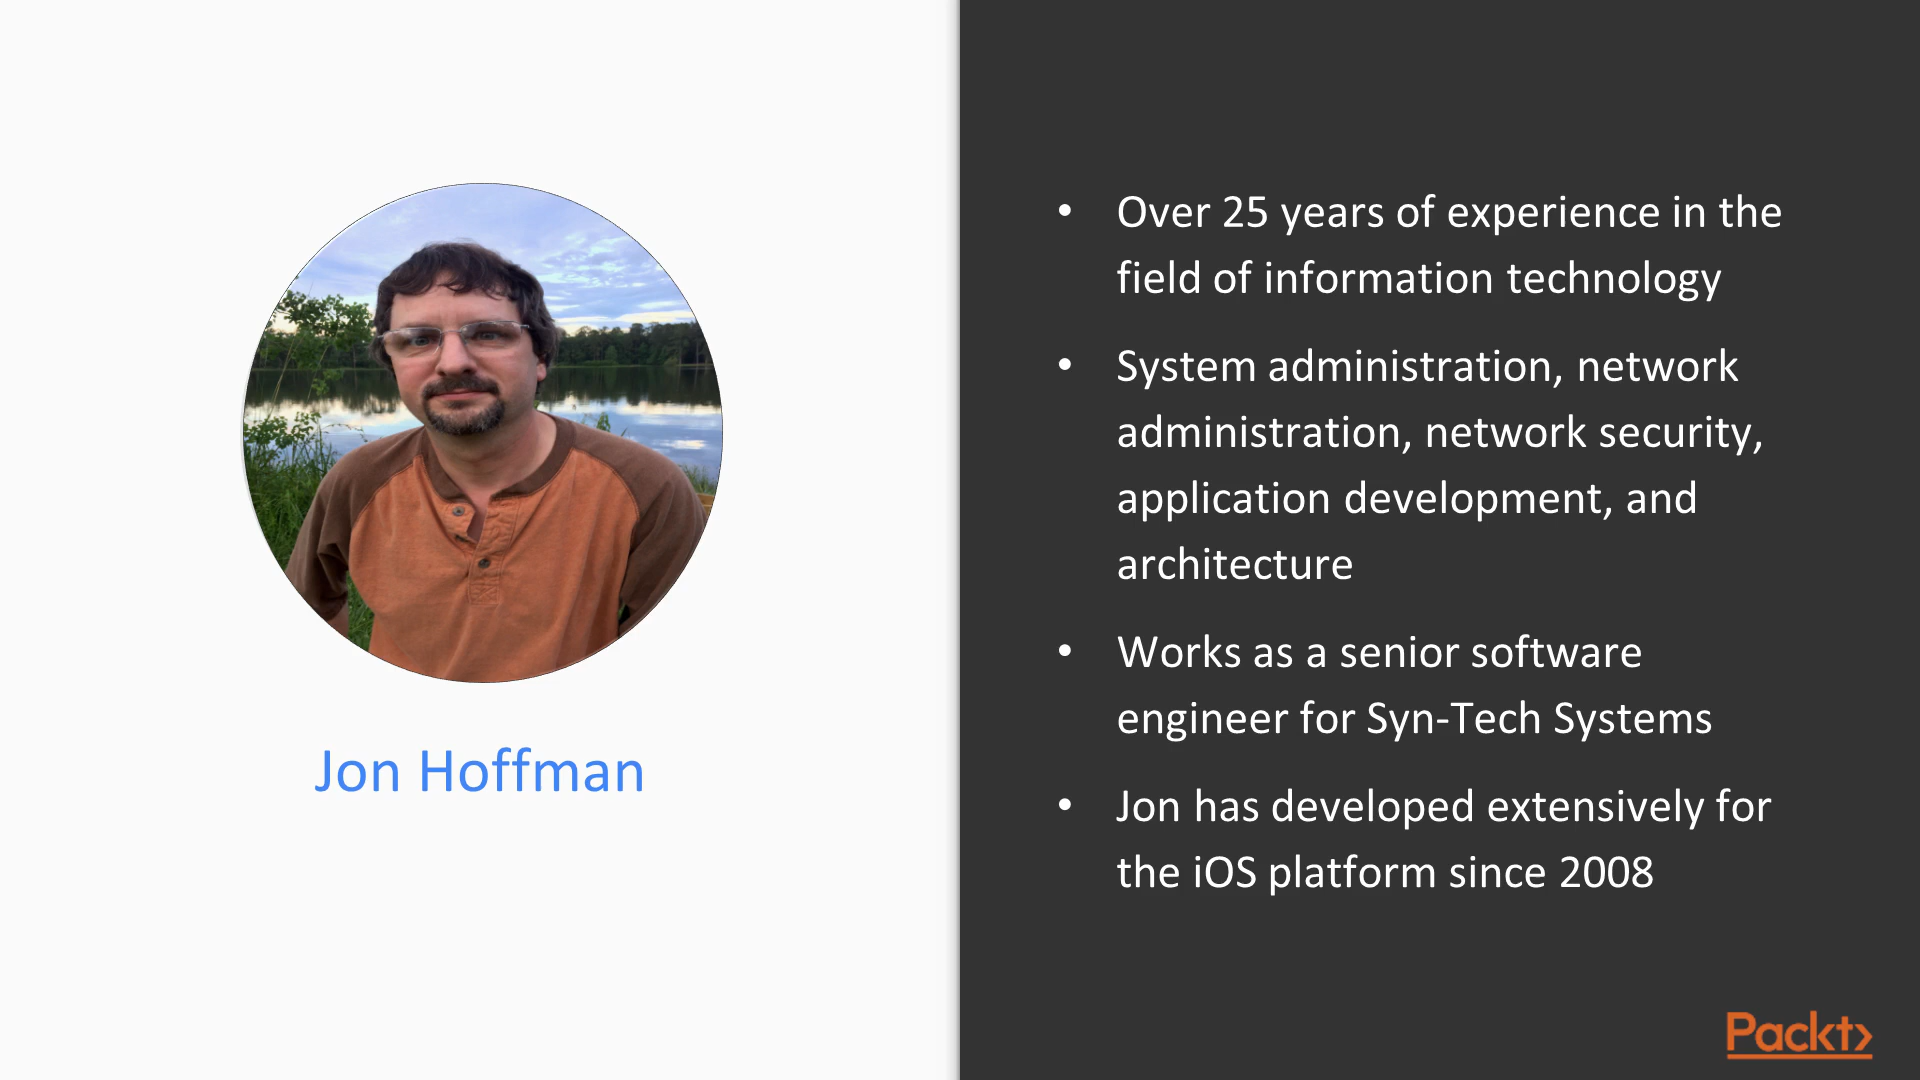 Jon Hoffman
• Over 25 years of experience in the
field of information technology
• System administration, network
administration, network security,
application development, and
architecture
• Works as a senior software
engineer for Syn-Tech Systems
• Jon has developed extensively for
the iOS platform since 2008
Packt>